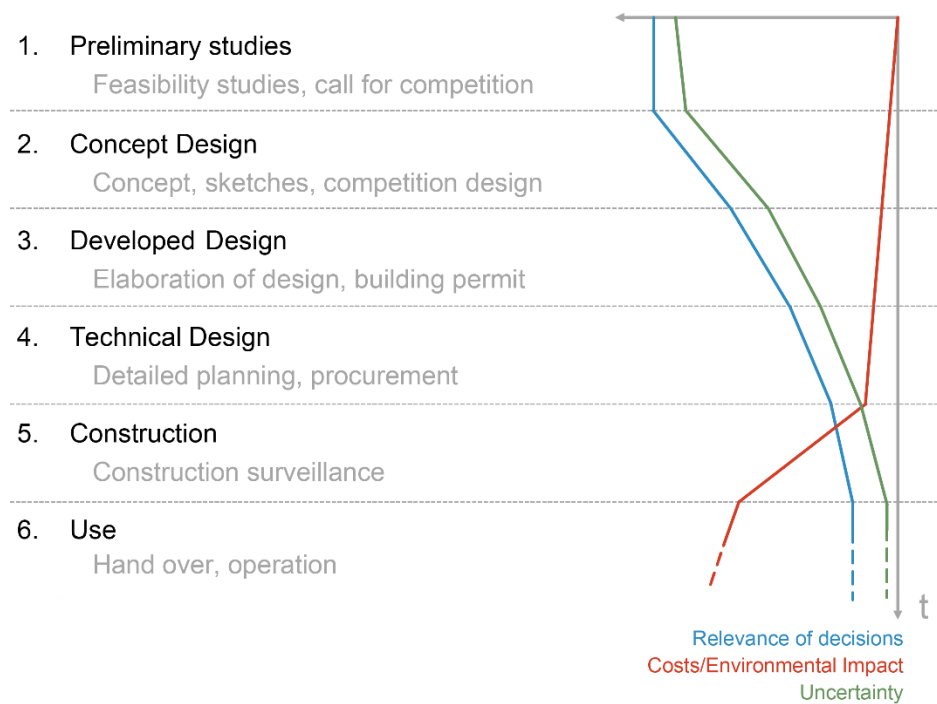 1. Preliminary studies
Feasibility studies, call for competition
2. Concept Design
Concept, sketches, competition design
3. Developed Design
Elaboration of design, building permit
4. Technical Design
Detailed planning, procurement
5. Construction
Construction surveillance
6. Use
Hand over, operation
t
Relevance of decisions
Costs/Environmental Impact
Uncertainty